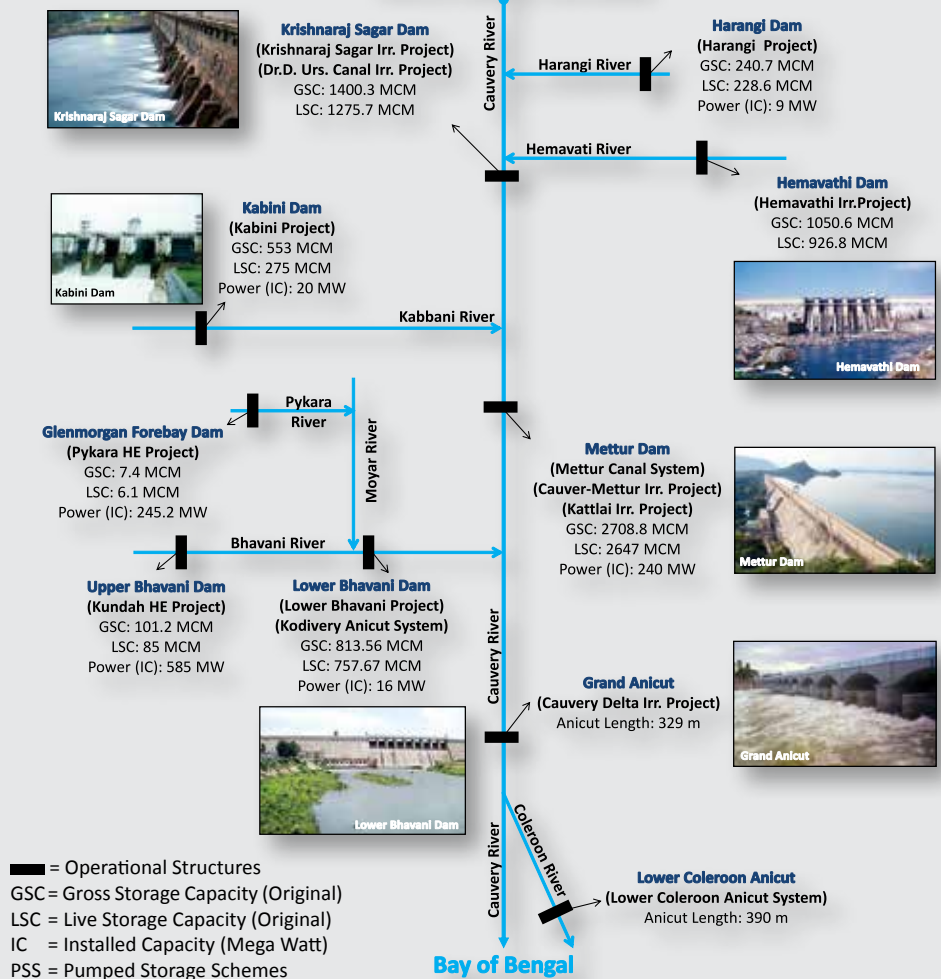 Krishnaraj Sagar Dam
(Krishnaraj Sagar Irr. Project)
(Dr.D. Urs. Canal Irr. Project)
GSC: 1400.3 MCM
LSC: 1275.7 MCM
Krishnaraj Sagar Dam
Cauvery River
Harangi Dam
(Harangi Project)
GSC: 240.7 MCM
LSC: 228.6 MCM
Power (IC): 9 MW
Harangi River
Hemavati River
Hemavathi Dam
(Hemavathi Irr.Project)
GSC: 1050.6 MCM
LSC: 926.8 MCM
Hemavathi Dam
Kabini Dam
(Kabini Project)
GSC: 553 MCM
LSC: 275 MCM
Power (IC): 20 MW
Kabini Dam
Kabbani River
Pykara
River
Moyar River
Glenmorgan Forebay Dam
(Pykara HE Project)
GSC: 7.4 MCM
LSC: 6.1 MCM
Power (IC): 245.2 MW
Mettur Dam
(Mettur Canal System)
(Cauver-Mettur Irr. Project)
(Kattlai Irr. Project)
GSC: 2708.8 MCM
LSC: 2647 MCM
Power (IC): 240 MW
Mettur Dam
Bhavani River
Upper Bhavani Dam
(Kundah HE Project)
GSC: 101.2 MCM
LSC: 85 MCM
Power (IC): 585 MW
Lower Bhavani Dam
(Lower Bhavani Project)
(Kodivery Anicut System)
GSC: 813.56 MCM
LSC: 757.67 MCM
Power (IC): 16 MW
Lower Bhavani Dam
Cauvery River
Grand Anicut
(Cauvery Delta Irr. Project)
Anicut Length: 329 m
Grand Anicut
Cauvery River
Coleroon River
Lower Coleroon Anicut
(Lower Coleroon Anicut System)
Anicut Length: 390 m
Bay of Bengal
= Operational Structures
GSC = Gross Storage Capacity (Original)
LSC = Live Storage Capacity (Original)
IC = Installed Capacity (Mega Watt)
PSS = Pumped Storage Schemes